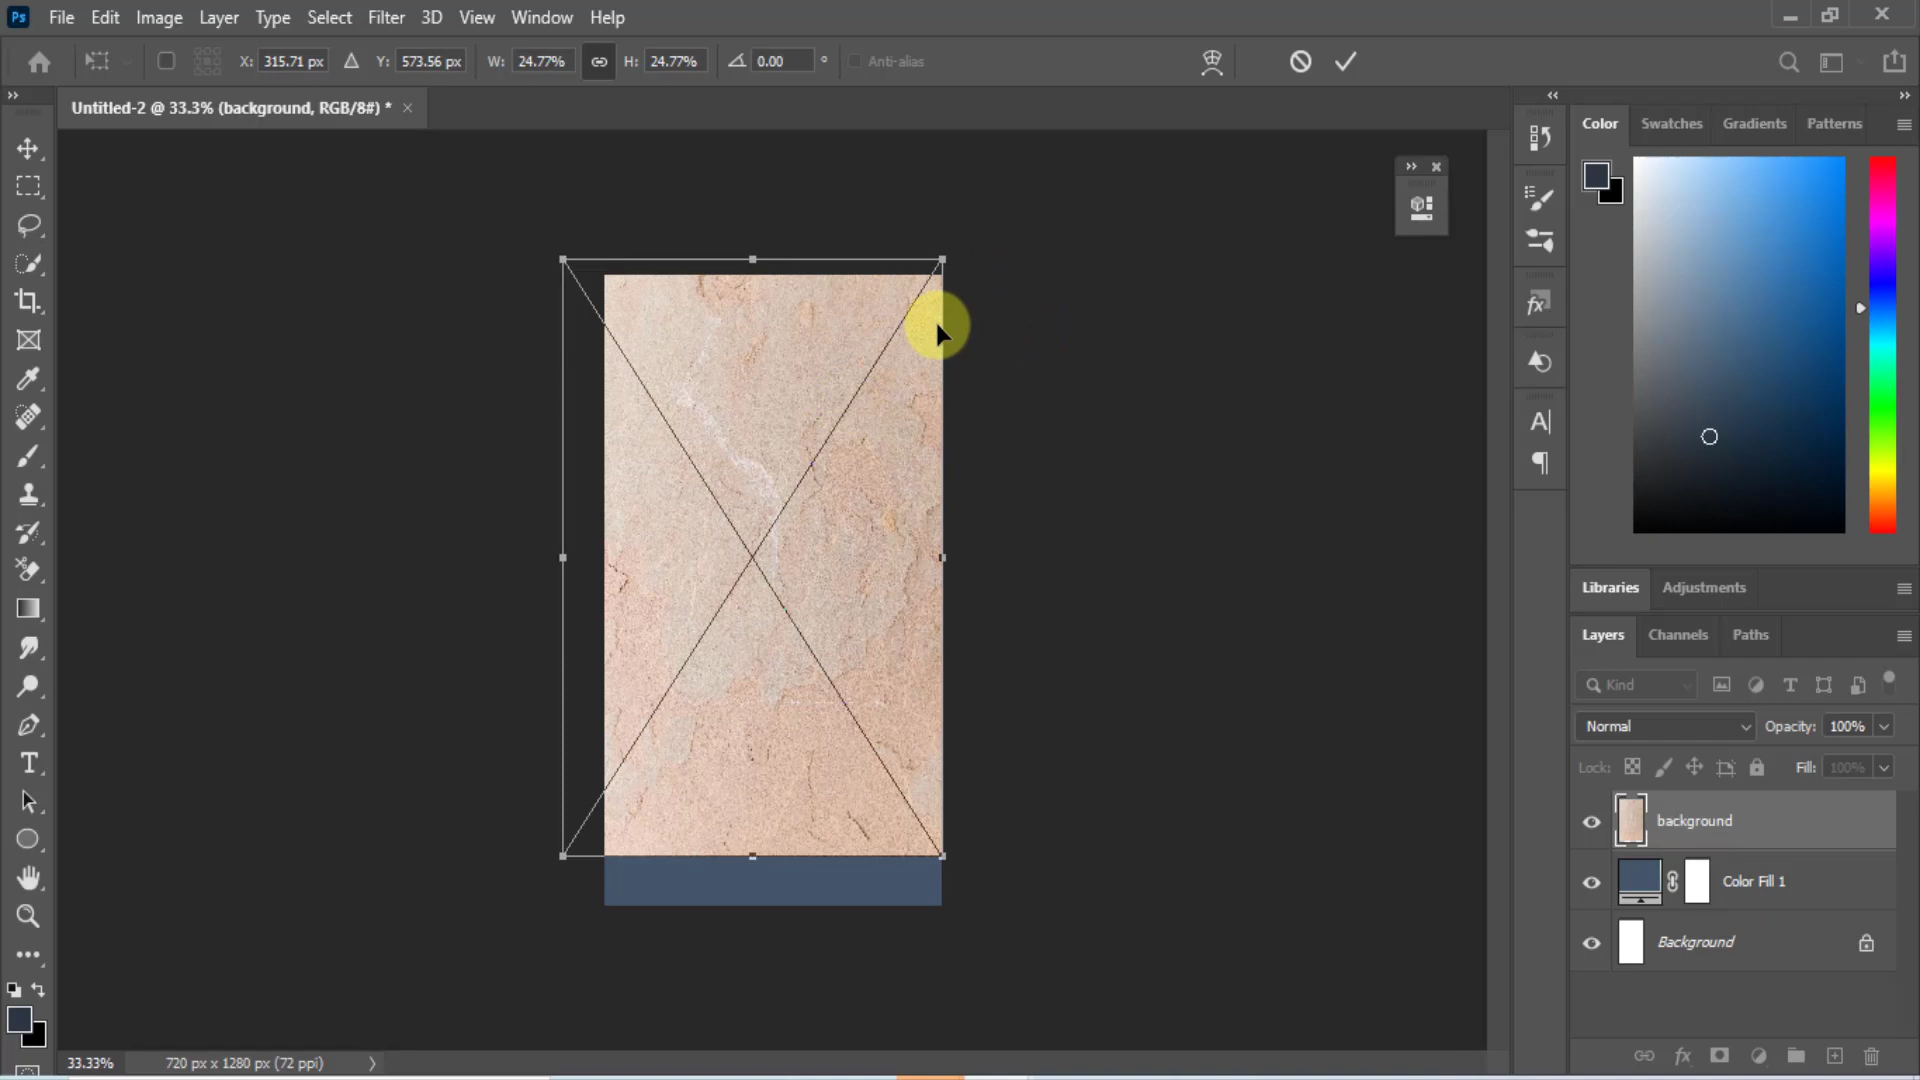 Ps File Edit Image Layer Type Select Filter 3D View Window Help
X: 315.71 px Y: 573.56 px W: 24.77% H: 24.77% 0.00 ° Anti-alias
Untitled-2 @ 33.3% (background, RGB/8#) * ×
Color Swatches Gradients Patterns
Libraries Adjustments
Layers Channels Paths
Kind
Normal Opacity: 100%
Lock: Fill: 100%
background
Color Fill 1
Background
33.33% 720 px x 1280 px (72 ppi)